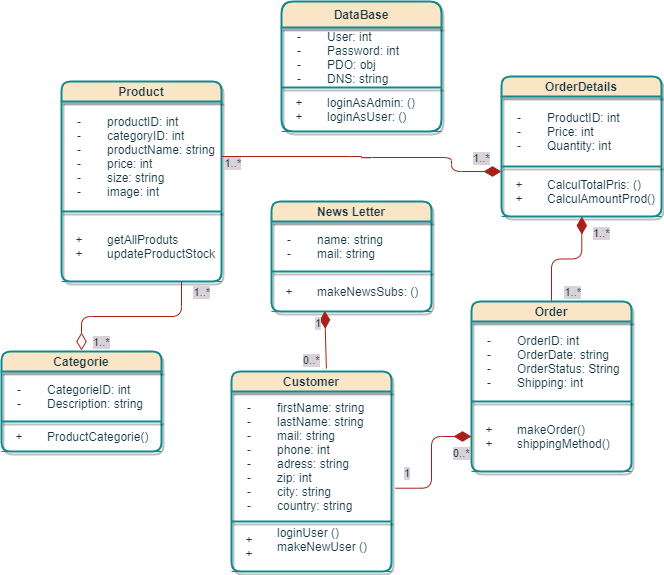 DataBase
- User: int
- Password: int
- PDO: obj
- DNS: string
+ loginAsAdmin: ()
+ loginAsUser: ()
Product
- productID: int
- categoryID: int
- productName: string
- price: int
- size: string
- image: int
+ getAllProduts
+ updateProductStock
1..*
1..*
OrderDetails
- ProductID: int
- Price: int
- Quantity: int
+ CalculTotalPris: ()
+ CalculAmountProd()
1..*
1..*
News Letter
- name: string
- mail: string
+ makeNewsSubs: ()
1
0..*
1..*
1..*
Categorie
- CategorieID: int
- Description: string
+ ProductCategorie()
Order
- OrderID: int
- OrderDate: string
- OrderStatus: String
- Shipping: int
+ makeOrder()
+ shippingMethod()
0..*
1
Customer
- firstName: string
- lastName: string
- mail: string
- phone: int
- adress: string
- zip: int
- city: string
- country: string
+ loginUser ()
+ makeNewUser ()